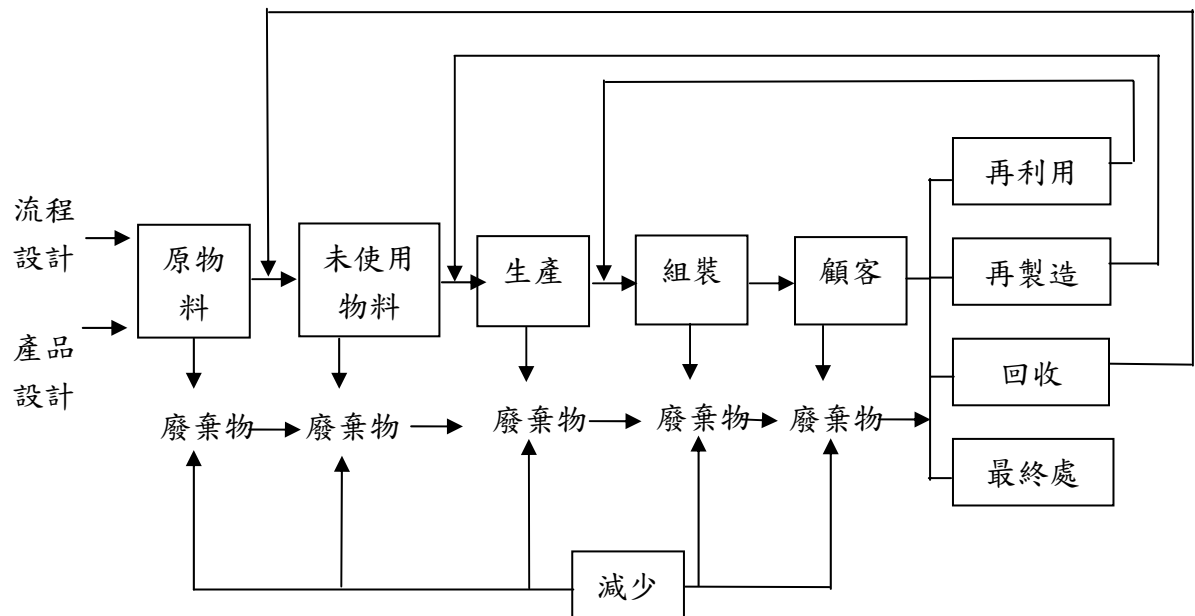 再利用
流程
設計
原物
料
未使用
物料
生產
組裝
顧客
再製造
產品
設計
回收
廢棄物
廢棄物
廢棄物
廢棄物
廢棄物
最終處
減少